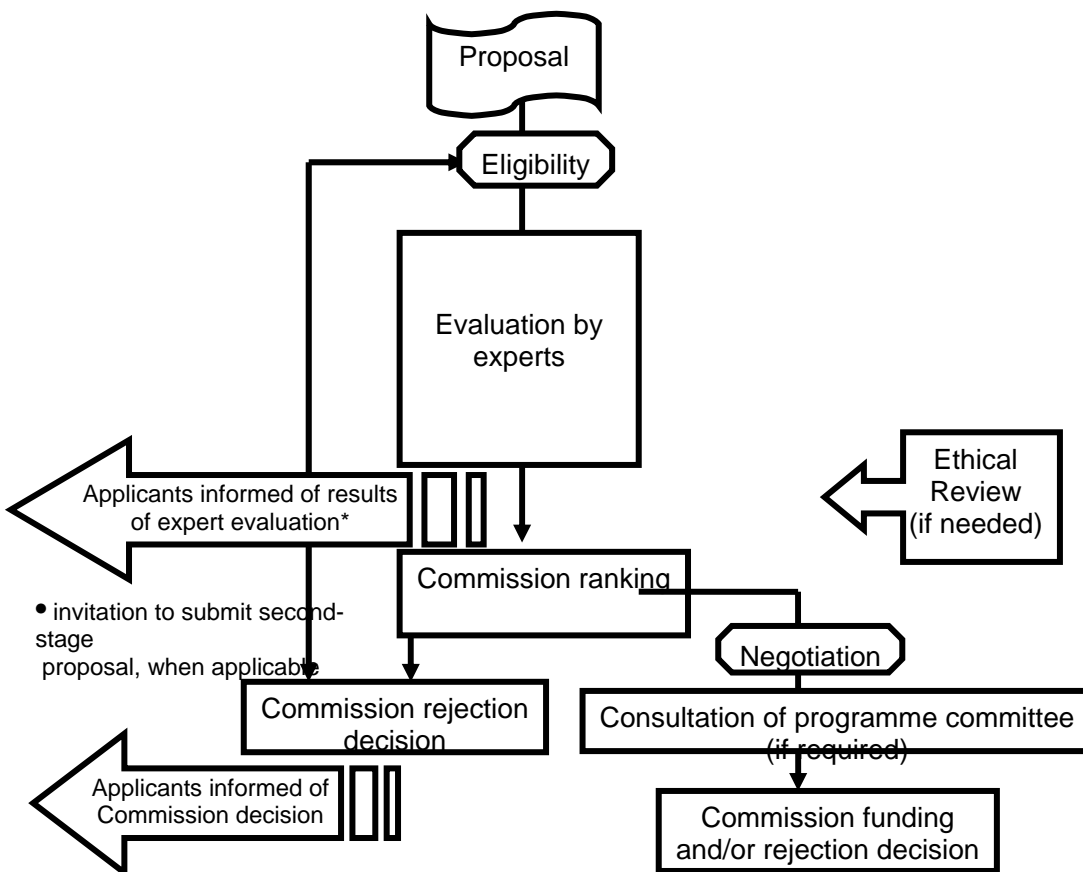 Proposal
Eligibility
Evaluation by
experts
Ethical
Review
(if needed)
Applicants informed of results
of expert evaluation*
Commission ranking
• invitation to submit second-
stage
proposal, when applicable
Negotiation
Commission rejection
decision
Consultation of programme committee
(if required)
Applicants informed of
Commission decision
Commission funding
and/or rejection decision